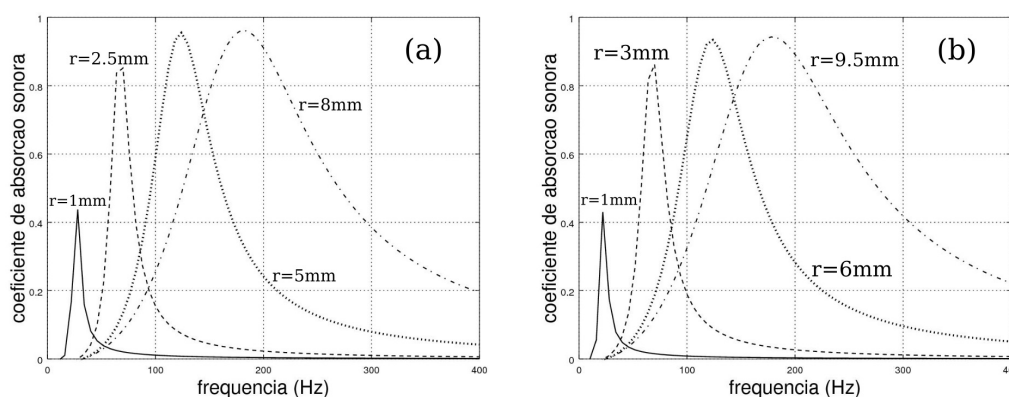 (a)
coeficiente de absorcao sonora
1
0.8
0.6
0.4
0.2
0
r=1mm
r=2.5mm
r=5mm
r=8mm
0 100 200 300 400
frequencia (Hz)
(b)
coeficiente de absorcao sonora
1
0.8
0.6
0.4
0.2
0
r=1mm
r=3mm
r=6mm
r=9.5mm
0 100 200 300 400
frequencia (Hz)